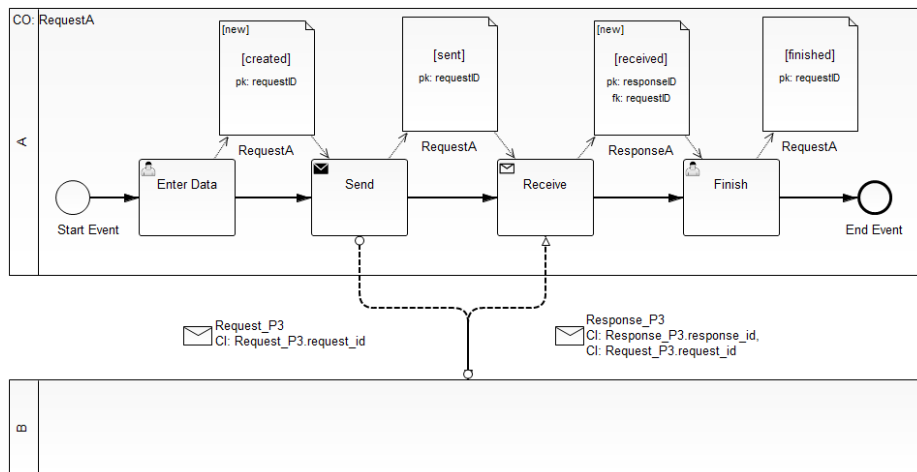 CO: RequestA
[new]
[created]
pk: requestID
[sent]
pk: requestID
[new]
[received]
pk: responseID
fk: requestID
[finished]
pk: requestID
A
RequestA
RequestA
ResponseA
RequestA
Enter Data
Send
Receive
Finish
Start Event
End Event
Request_P3
CI: Request_P3.request_id
Response_P3
CI: Response_P3.response_id,
CI: Request_P3.request_id
B